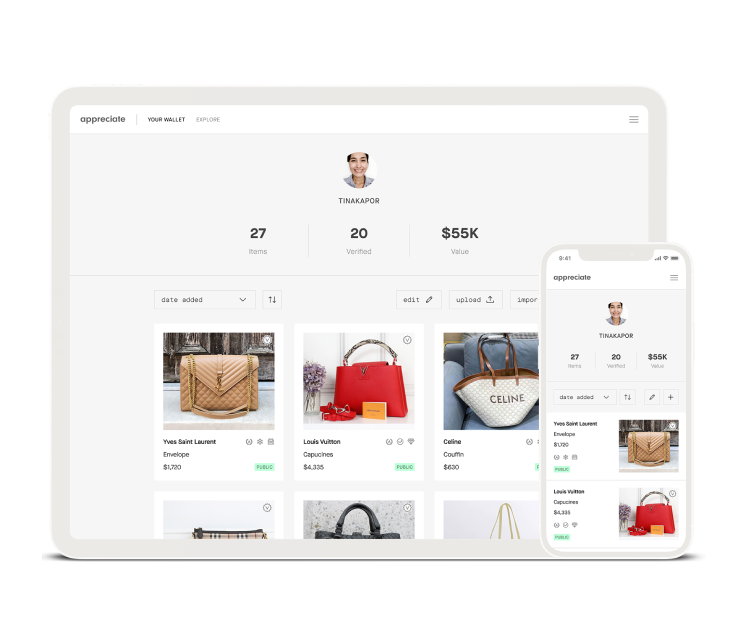 appreciate YOUR WALLET EXPLORE
TINAKAPOR
27 20 $55K
Items Verified Value
date added edit upload impor
CELINE
Yves Saint Laurent Louis Vuitton Celine
Envelope Capucines Couffin
$1,720 PUBLIC $4,335 PUBLIC $630
9:41
appreciate
TINAKAPOR
27 20 $55K
Items Verified Value
date added
Yves Saint Laurent
Envelope
$1,720
PUBLIC
Louis Vuitton
Capucines
$4,335
PUBLIC